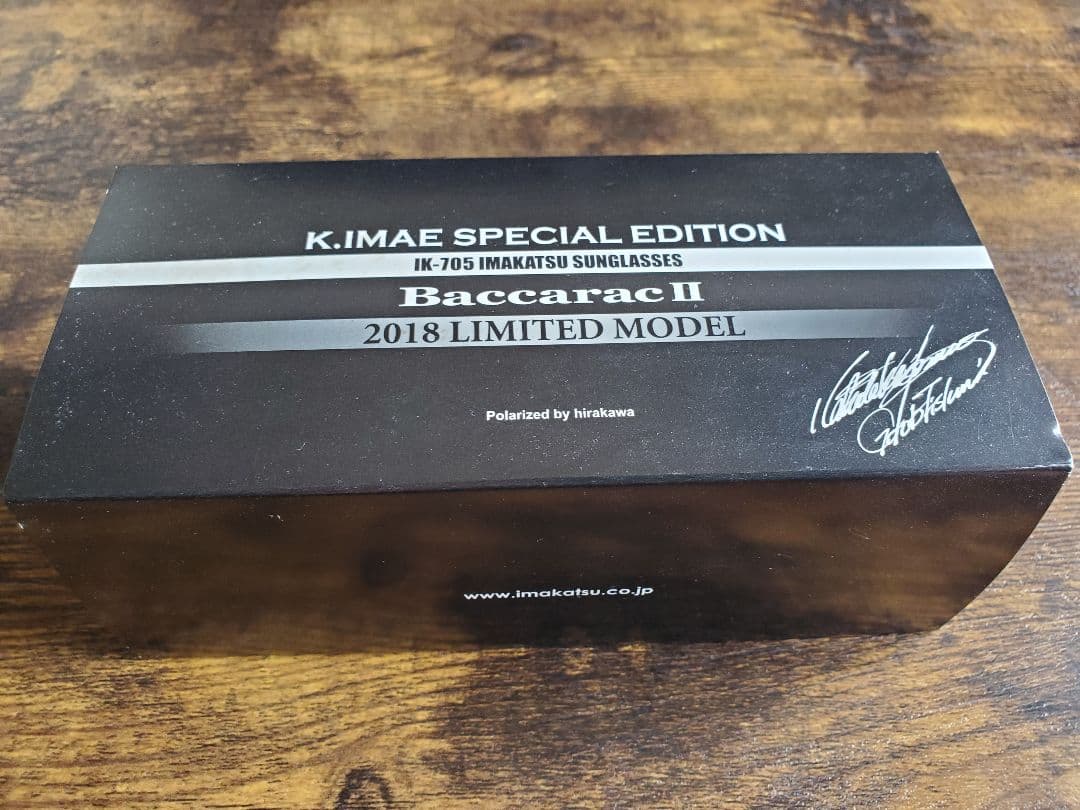 K.IMAE SPECIAL EDITION
IK-705 IMAKATSU SUNGLASSES
Baccarac II
2018 LIMITED MODEL
Polarized by hirakawa
www.imakatsu.co.jp